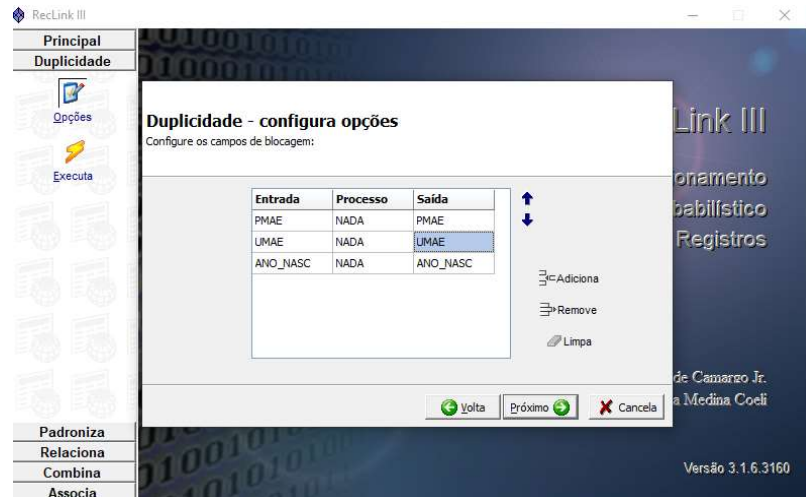 RecLink III
Principal
Duplicidade
Opções
Executa
Duplicidade - configura opções
Configure os campos de blocagem:
Entrada Processo Saída
PMAE NADA PMAE
UMAE NADA UMAE
ANO_NASC NADA ANO_NASC
Adiciona
Remove
Limpa
Volta Próximo Cancela
Link III
onamento
babilístico
Registros
de Camargo Jr.
a Medina Coeli
Versão 3.1.6.3160
Padroniza
Relaciona
Combina
Associa